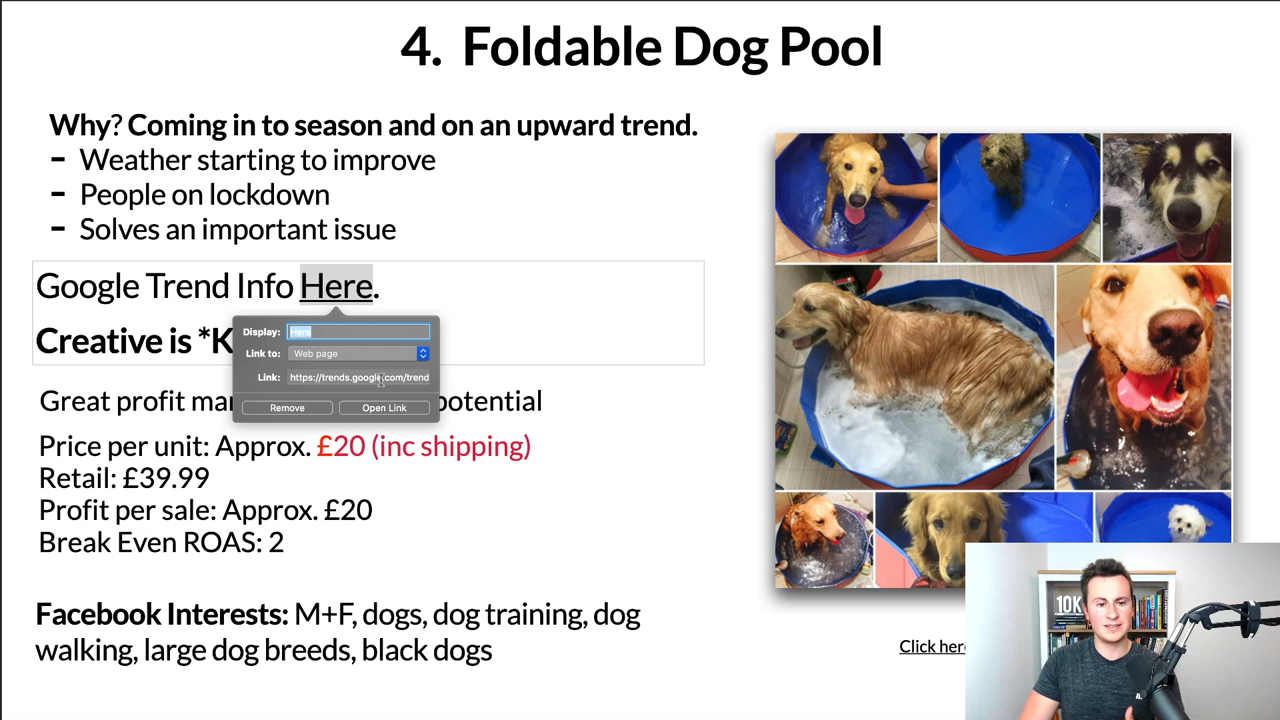 4. Foldable Dog Pool
Why? Coming in to season and on an upward trend.
- Weather starting to improve
- People on lockdown
- Solves an important issue
Google Trend Info Here.
Creative is *K
Display: Here
Link to: Web page
Link: https://trends.google.com/trend
Remove Open Link
Great profit mar potential
Price per unit: Approx. £20 (inc shipping)
Retail: £39.99
Profit per sale: Approx. £20
Break Even ROAS: 2
Facebook Interests: M+F, dogs, dog training, dog
walking, large dog breeds, black dogs
Click here
10K